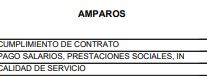 AMPAROS
CUMPLIMIENTO DE CONTRATO
PAGO SALARIOS, PRESTACIONES SOCIALES, IN
CALIDAD DE SERVICIO